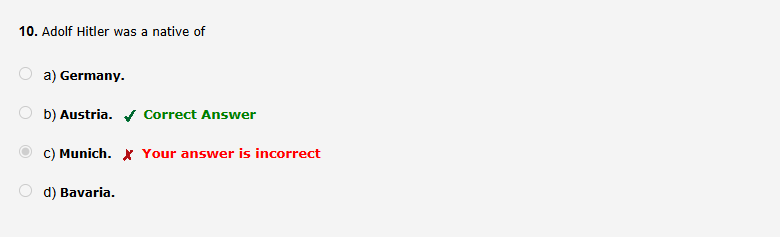 10. Adolf Hitler was a native of
a) Germany.
b) Austria. ✓ Correct Answer
c) Munich. ✗ Your answer is incorrect
d) Bavaria.